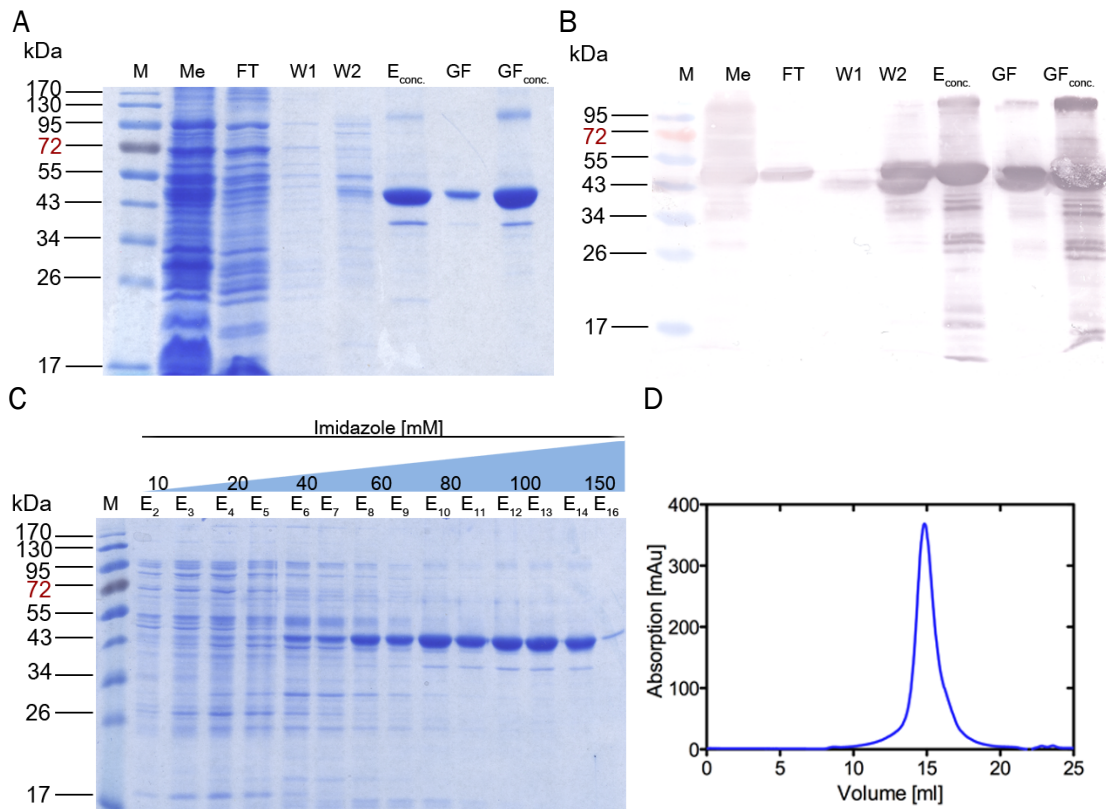 A
kDa
M Me FT W1 W2 Econc. GF GFconc.
170
130
95
72
55
43
34
26
17
B
kDa
M Me FT W1 W2 Econc. GF GFconc.
95
72
55
43
34
26
17
C
Imidazole [mM]
10 20 40 60 80 100 150
kDa M E2 E3 E4 E5 E6 E7 E8 E9 E10 E11 E12 E13 E14 E16
170
130
95
72
55
43
34
26
17
D
Absorption [mAu]
400
300
200
100
0
0 5 10 15 20 25
Volume [ml]